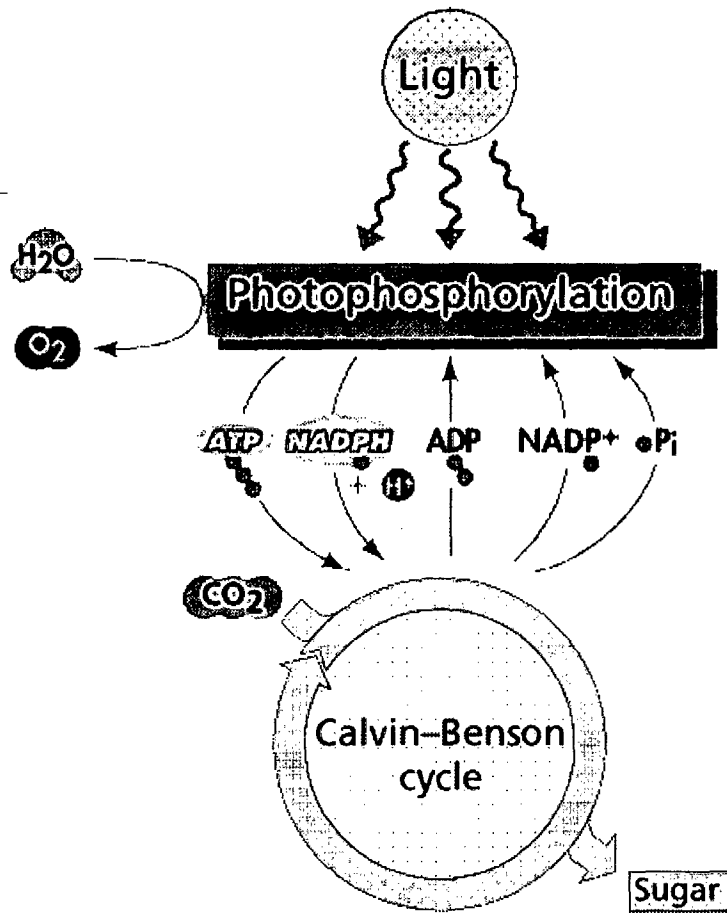 Light
H2O
Photophosphorylation
O2
ATP NADPH ADP NADP+ Pi
+ H+
CO2
Calvin–Benson
cycle
Sugar